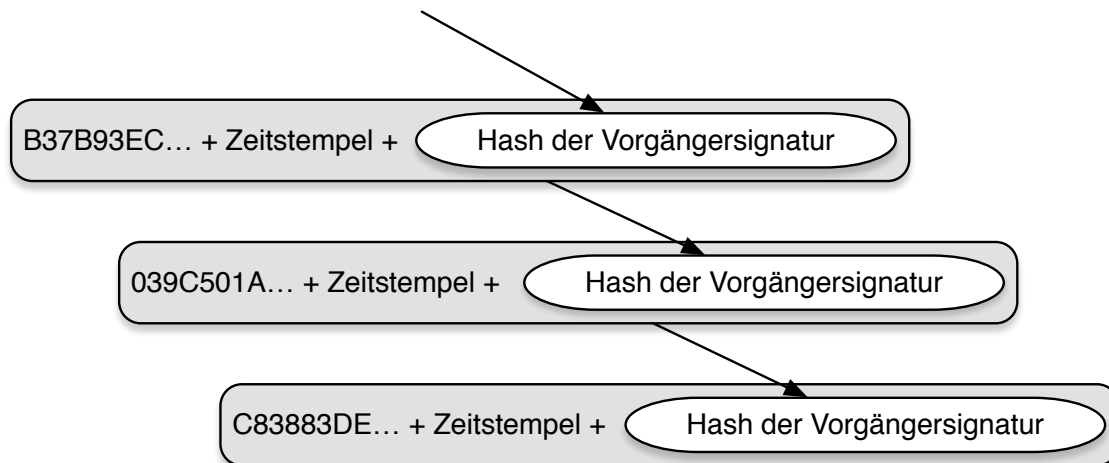 B37B93EC… + Zeitstempel + Hash der Vorgängersignatur
039C501A… + Zeitstempel + Hash der Vorgängersignatur
C83883DE… + Zeitstempel + Hash der Vorgängersignatur